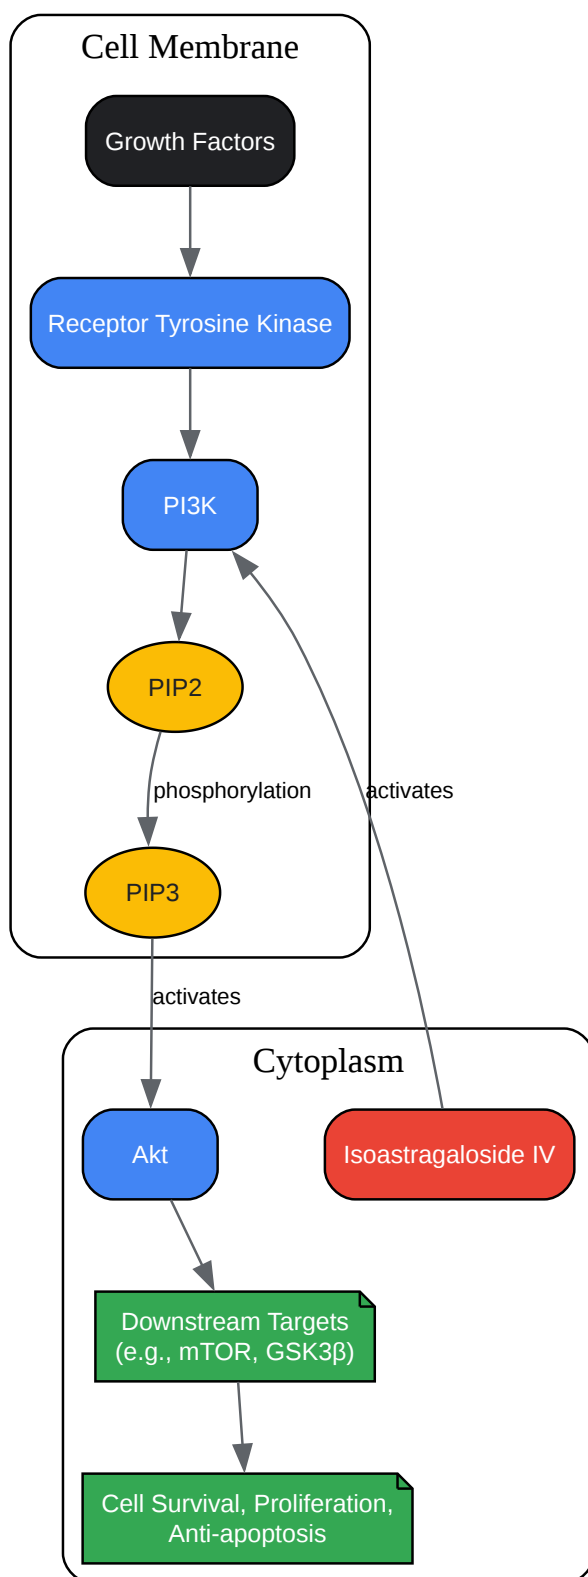 Cell Membrane
Growth Factors
Receptor Tyrosine Kinase
PI3K
PIP2
phosphorylation
activates
PIP3
activates
Cytoplasm
Akt
Isoastragaloside IV
Downstream Targets
(e.g., mTOR, GSK3β)
Cell Survival, Proliferation,
Anti-apoptosis